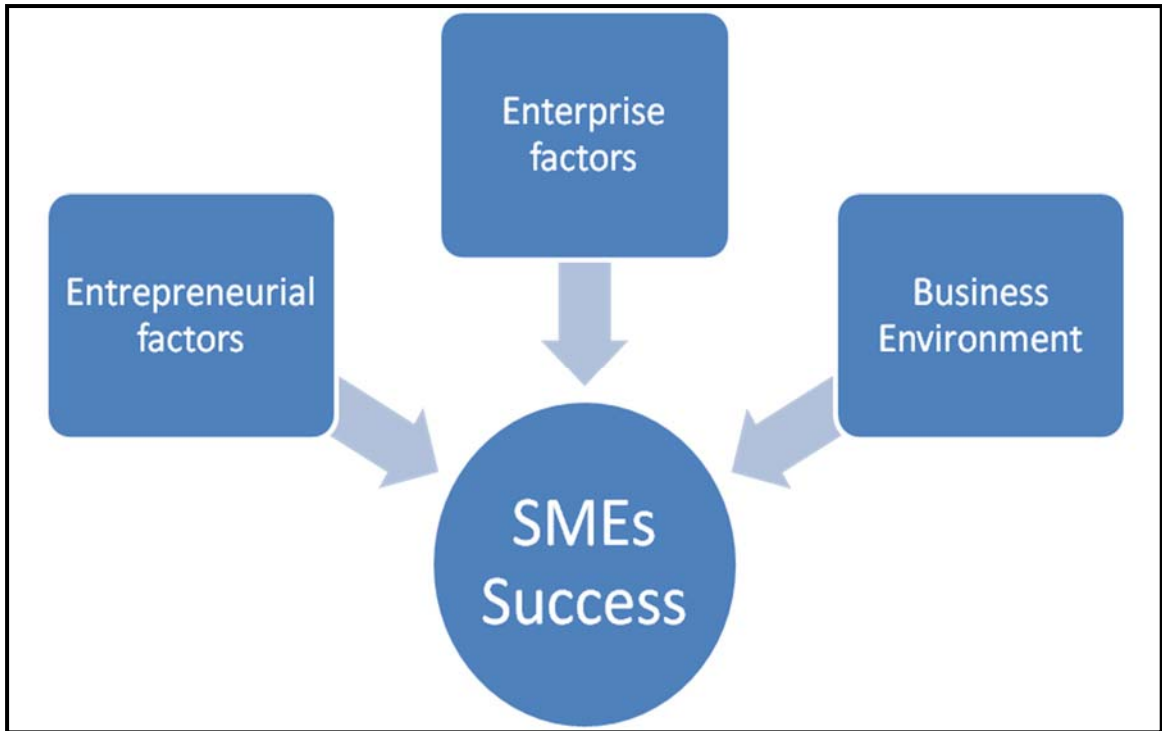 Enterprise
factors
Entrepreneurial
factors
Business
Environment
SMEs
Success